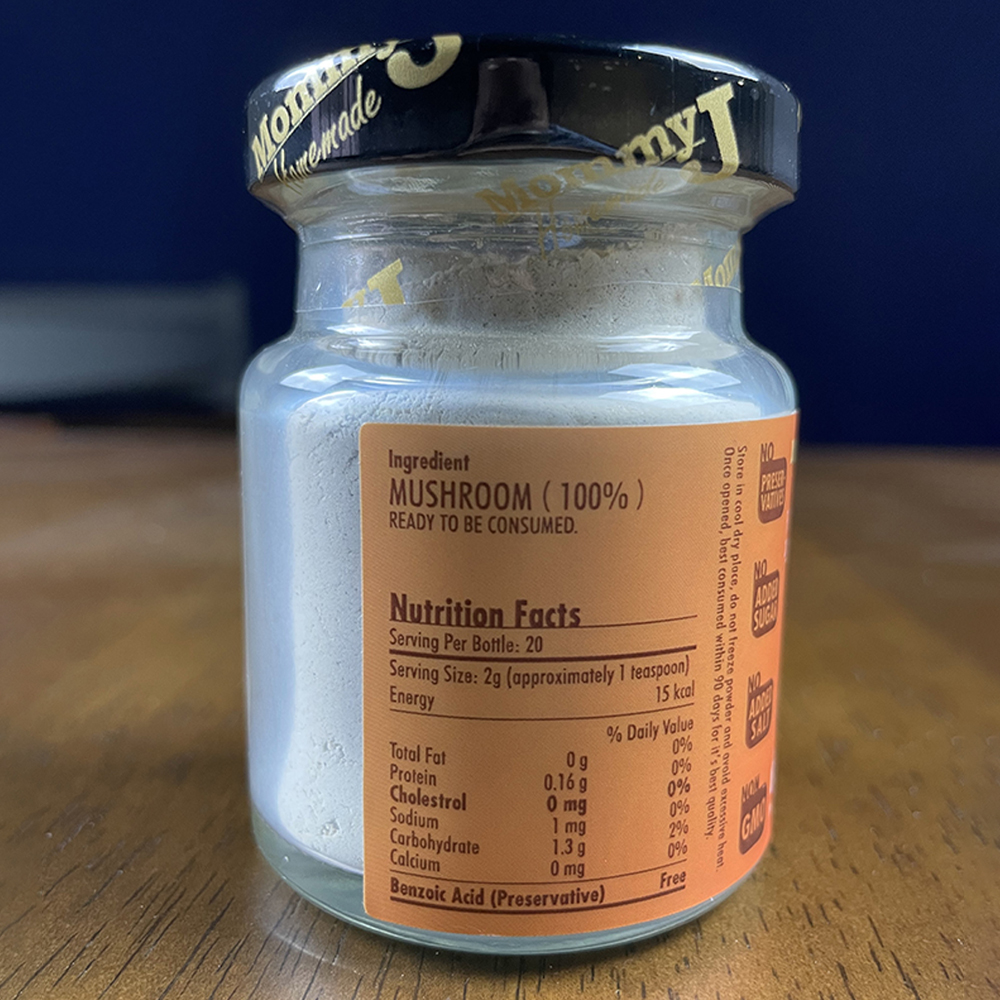 MommyJ
Homemade
MommyJ
MommyJ
Homemade
J
Mom
Ingredient
MUSHROOM ( 100% )
READY TO BE CONSUMED.
Nutrition Facts
Serving Per Bottle: 20
Serving Size: 2g (approximately 1 teaspoon)
Energy 15 kcal
% Daily Value
Total Fat 0 g 0%
Protein 0.16 g 0%
Cholestrol 0 mg 0%
Sodium 1 mg 0%
Carbohydrate 1.3 g 2%
Calcium 0 mg 0%
Benzoic Acid (Preservative) Free
Store in cool dry place, do not freeze powder and avoid excessive heat.
Once opened, best consumed within 90 days for it's best quality.
NO
PRESER-
VATIVES
NO
ADDED
SUGAR
NO
ADDED
SALT
NON
GMO